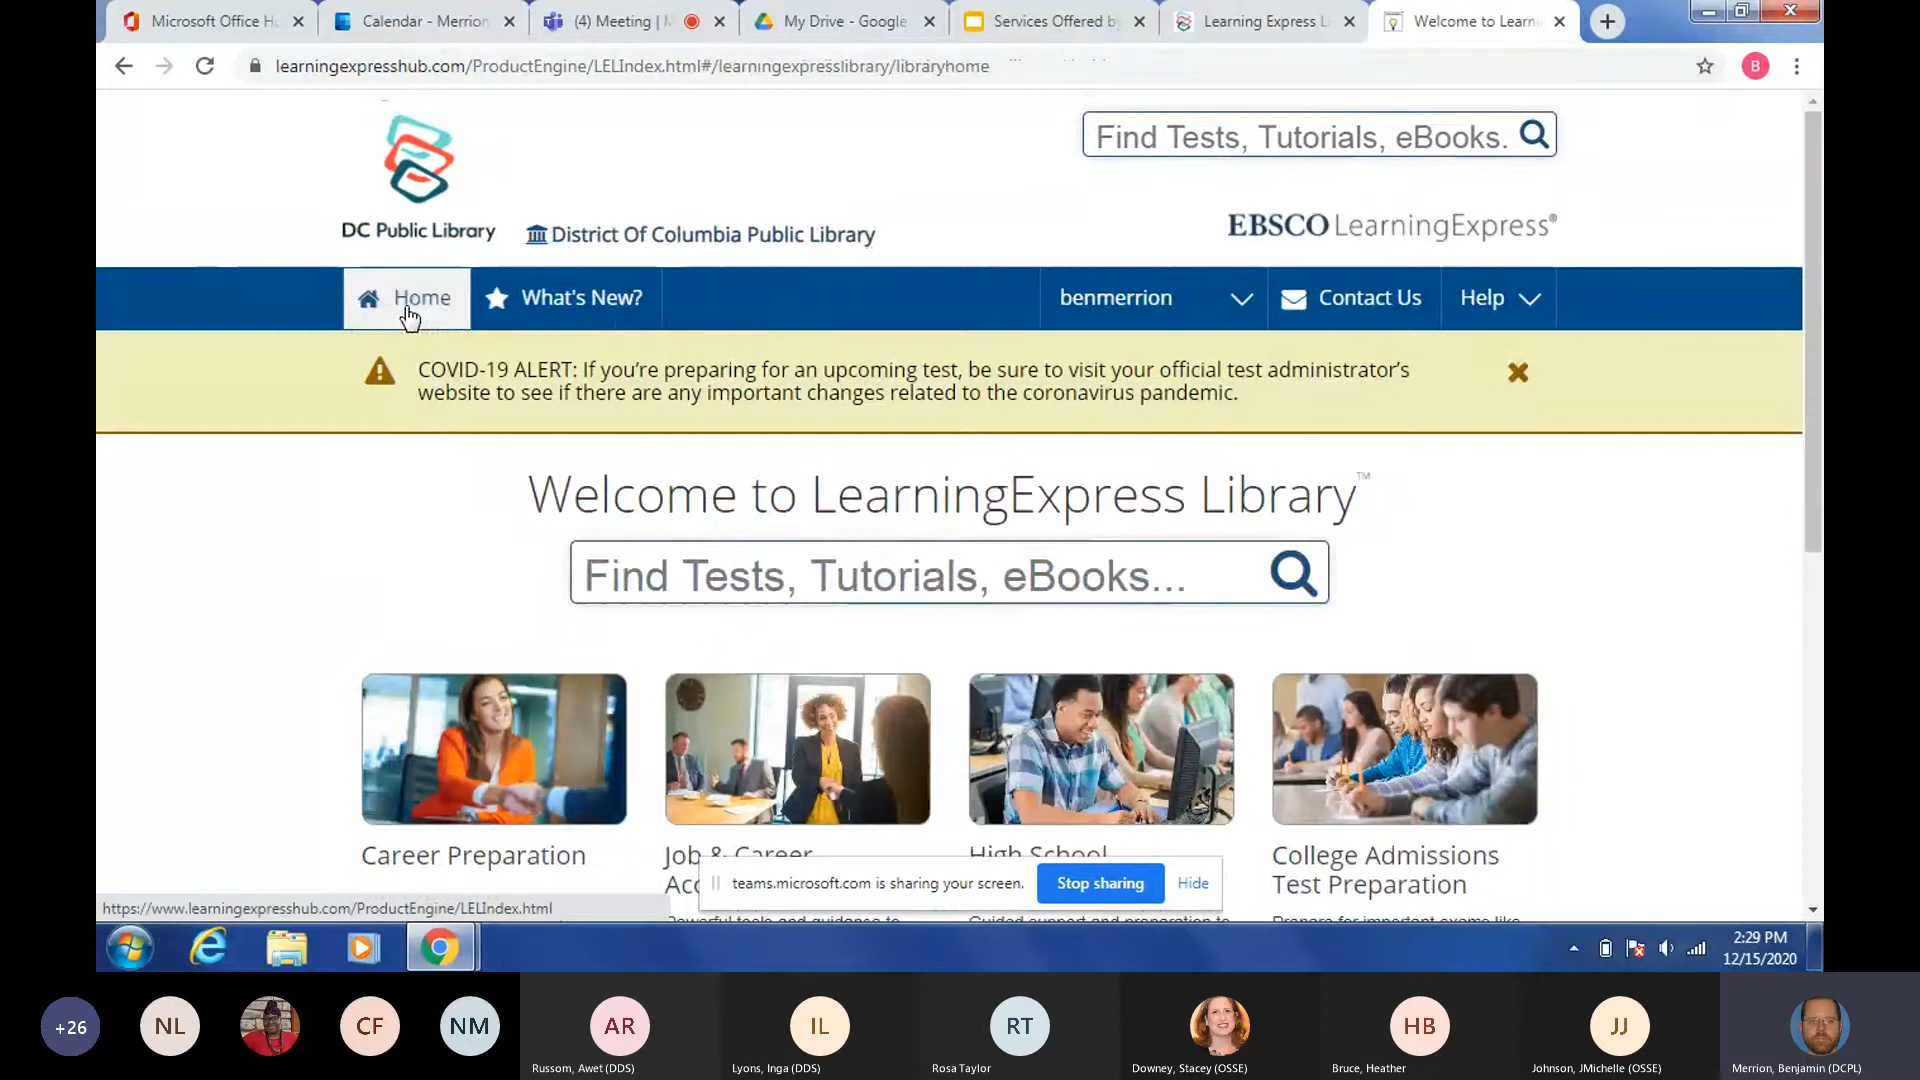 Microsoft Office Ho
Calendar - Merrion
(4) Meeting | M
My Drive - Google
Services Offered b
Learning Express L
Welcome to Learni
learningexpresshub.com/ProductEngine/LELIndex.html#/learningexpresslibrary/libraryhome
B
Find Tests, Tutorials, eBooks.
DC Public Library
District Of Columbia Public Library
EBSCO LearningExpress®
Home
What's New?
benmerrion
Contact Us
Help
COVID-19 ALERT: If you're preparing for an upcoming test, be sure to visit your official test administrator's
website to see if there are any important changes related to the coronavirus pandemic.
Welcome to LearningExpress Library™
Find Tests, Tutorials, eBooks...
Career Preparation
Job & Career
High School
College Admissions
Test Preparation
teams.microsoft.com is sharing your screen.
Stop sharing
Hide
https://www.learningexpresshub.com/ProductEngine/LELIndex.html
2:29 PM
12/15/2020
+26
NL
CF
NM
AR
IL
RT
HB
JJ
Russom, Awet (DDS)
Lyons, Inga (DDS)
Rosa Taylor
Downey, Stacey (OSSE)
Bruce, Heather
Johnson, JMichelle (OSSE)
Merrion, Benjamin (DCPL)